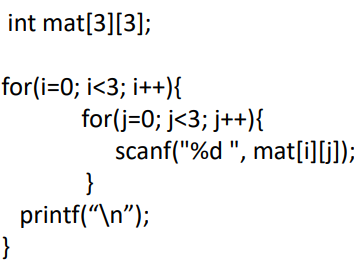 int mat[3][3];
for(i=0; i<3; i++){
for(j=0; j<3; j++){
scanf("%d ", mat[i][j]);
}
printf(“\n”);
}